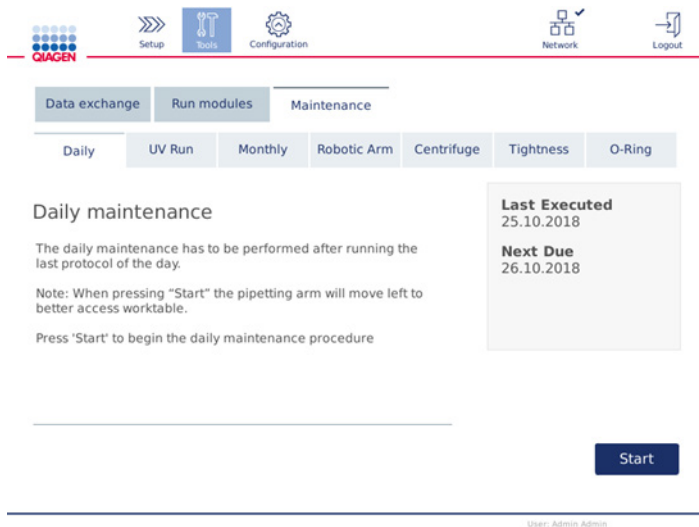 QIAGEN
Setup
Tools
Configuration
Network
Logout
Data exchange
Run modules
Maintenance
Daily
UV Run
Monthly
Robotic Arm
Centrifuge
Tightness
O-Ring
Daily maintenance
The daily maintenance has to be performed after running the
last protocol of the day.
Note: When pressing “Start” the pipetting arm will move left to
better access worktable.
Press 'Start' to begin the daily maintenance procedure
Last Executed
25.10.2018
Next Due
26.10.2018
Start
User: Admin Admin